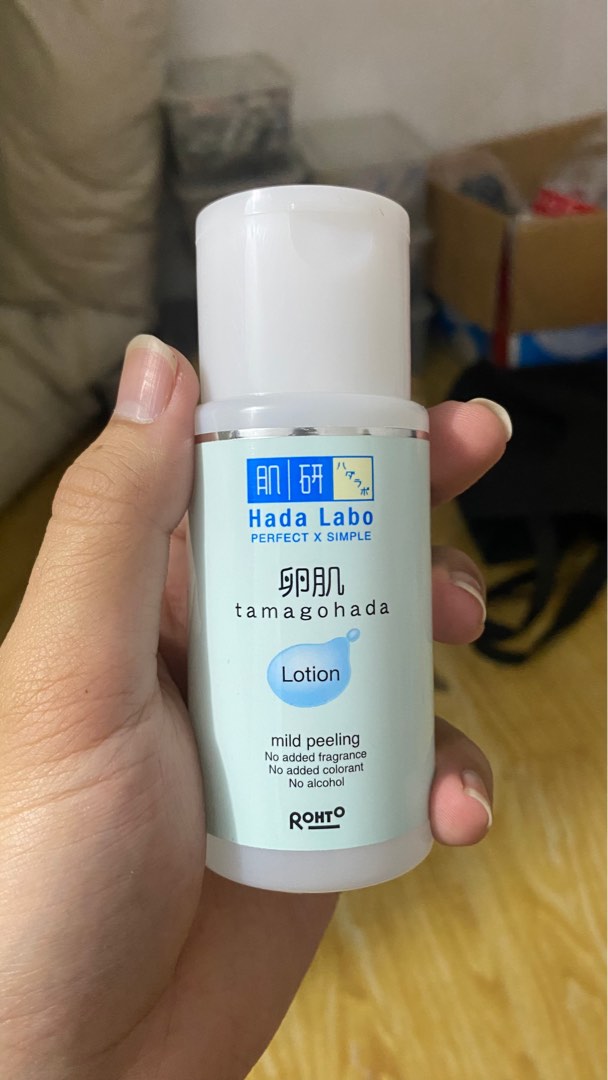 肌研 ハダラボ
Hada Labo
PERFECT X SIMPLE
卵肌
tamagohada
Lotion
mild peeling
No added fragrance
No added colorant
No alcohol
ROHTO